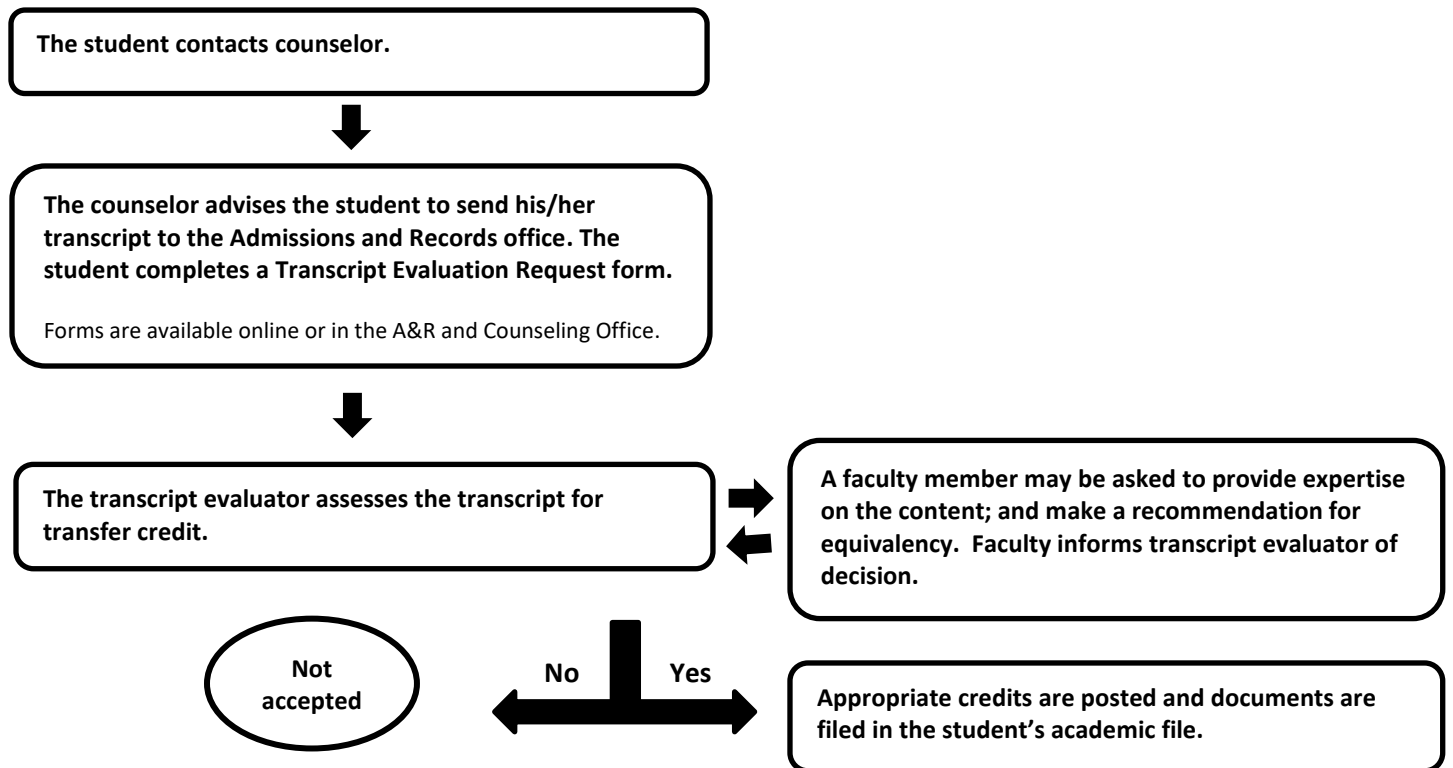 The student contacts counselor.
The counselor advises the student to send his/her
transcript to the Admissions and Records office. The
student completes a Transcript Evaluation Request form.
Forms are available online or in the A&R and Counseling Office.
The transcript evaluator assesses the transcript for
transfer credit.
A faculty member may be asked to provide expertise
on the content; and make a recommendation for
equivalency.  Faculty informs transcript evaluator of
decision.
Not
accepted
No
Yes
Appropriate credits are posted and documents are
filed in the student’s academic file.